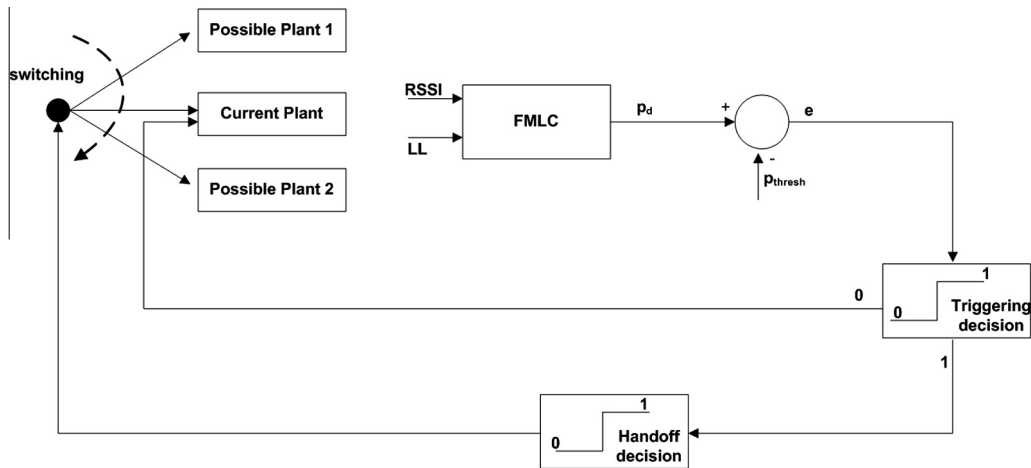 Possible Plant 1
switching
Current Plant
Possible Plant 2
RSSI
LL
FMLC
pd
+
-
pthresh
e
0
0
1
Triggering
decision
1
0
1
Handoff
decision